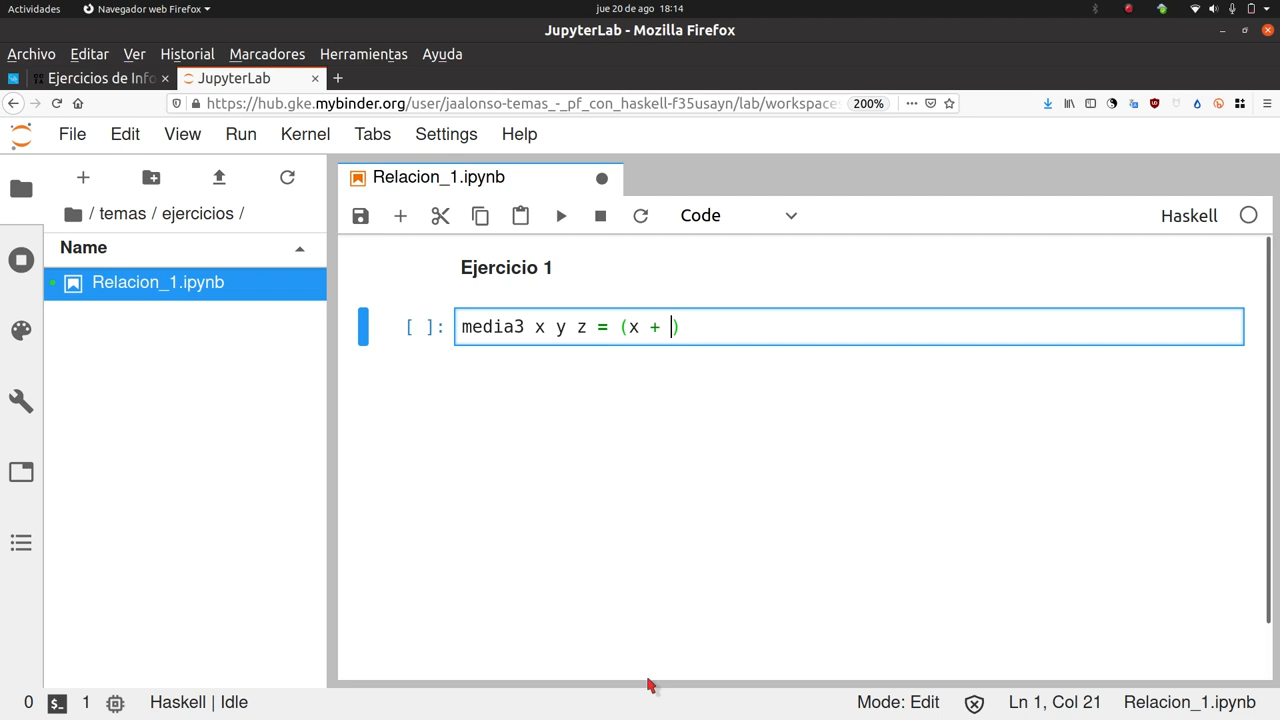 Actividades Navegador web Firefox jue 20 de ago 18:14
JupyterLab - Mozilla Firefox
Archivo Editar Ver Historial Marcadores Herramientas Ayuda
Ejercicios de Info × JupyterLab × +
https://hub.gke.mybinder.org/user/jaalonso-temas_-_pf_con_haskell-f35usayn/lab/workspace 200%
File Edit View Run Kernel Tabs Settings Help
Relacion_1.ipynb
/ temas / ejercicios /
Code Haskell
Name
Relacion_1.ipynb
Ejercicio 1
[ ]: media3 x y z = (x + )
0 1 Haskell | Idle Mode: Edit Ln 1, Col 21 Relacion_1.ipynb